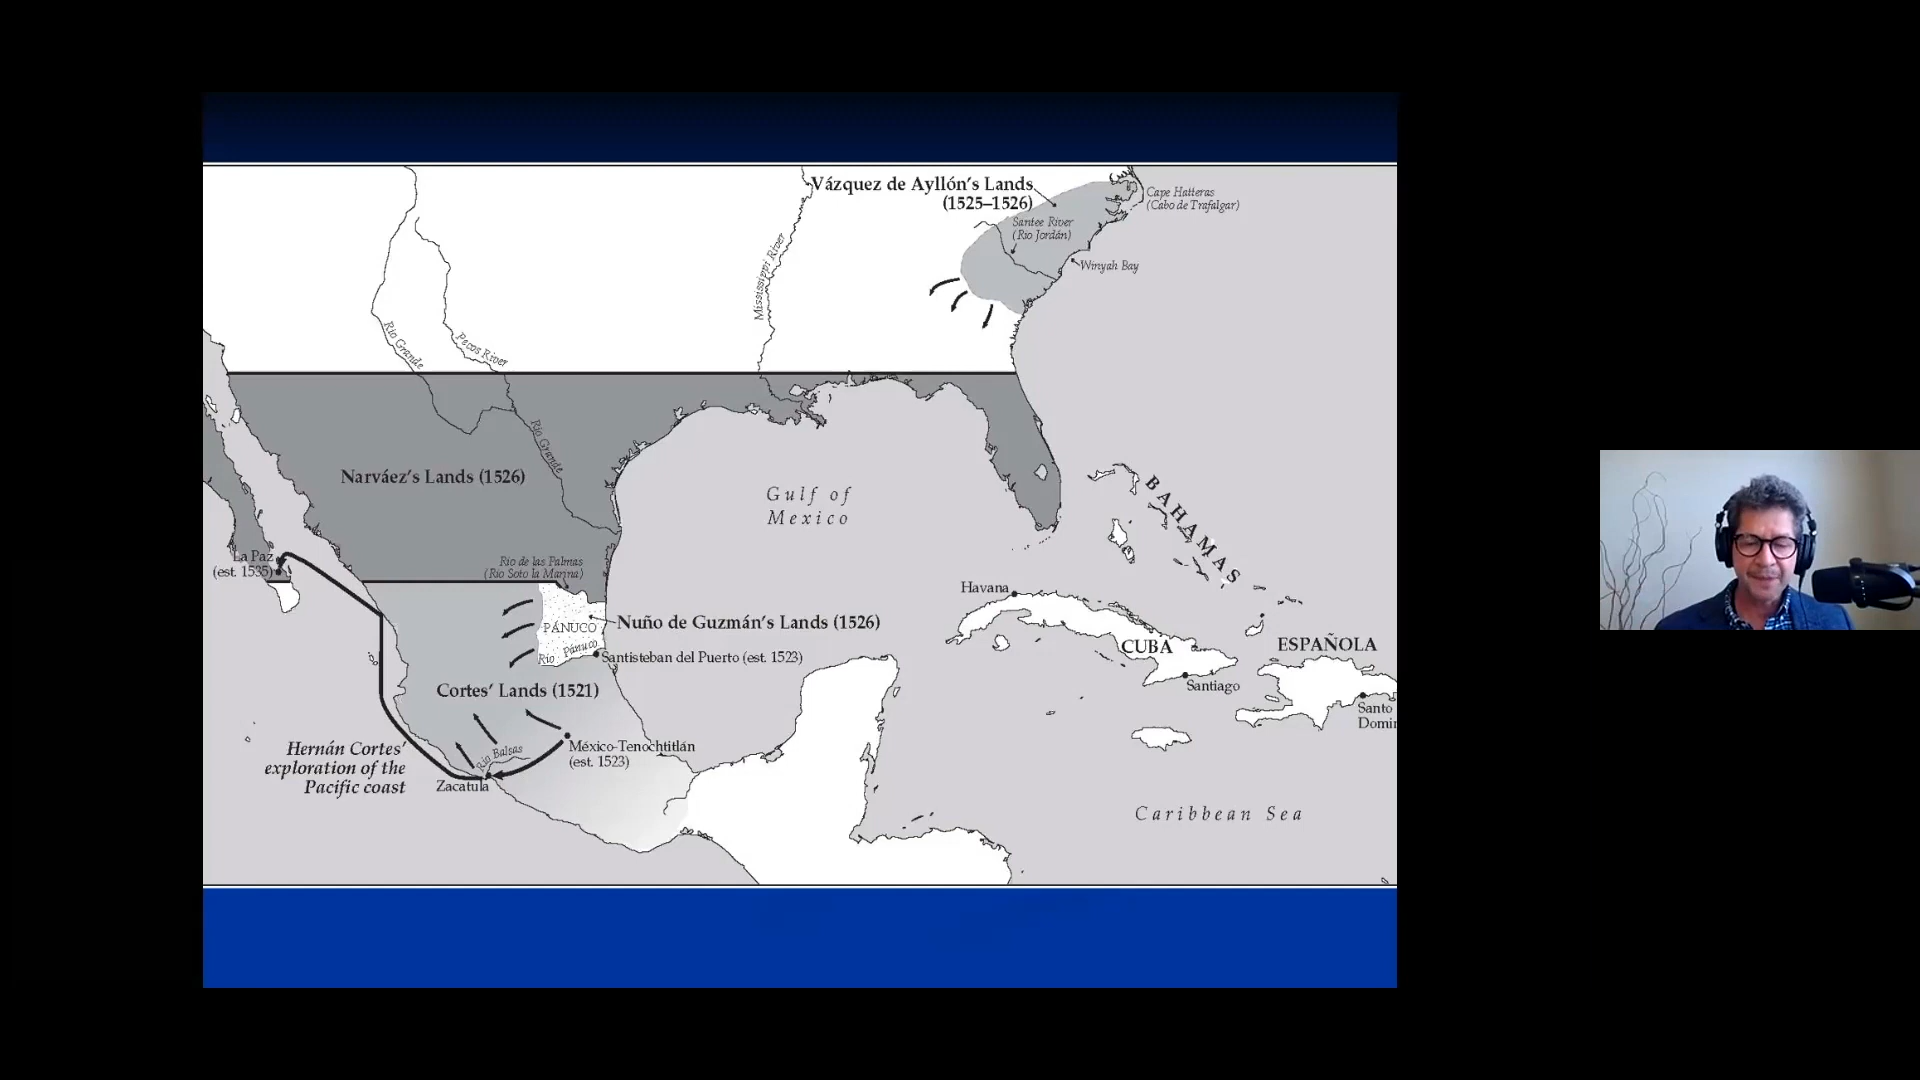 Vázquez de Ayllón's Lands
(1525–1526)
Cape Hatteras
(Cabo de Trafalgar)
Santee River
(Río Jordán)
Winyah Bay
Mississippi River
Río Grande
Pecos River
Río Grande
Narváez's Lands (1526)
Gulf of
Mexico
BAHAMAS
La Paz
(est. 1535)
Río de las Palmas
(Río Soto la Marina)
Havana
PÁNUCO
Nuño de Guzmán's Lands (1526)
Río Pánuco
Santisteban del Puerto (est. 1523)
CUBA
ESPAÑOLA
Santiago
Santo
Domin
Cortes' Lands (1521)
Hernán Cortes'
exploration of the
Pacific coast
Río Balsas
México-Tenochtitlán
(est. 1523)
Zacatula
Caribbean Sea